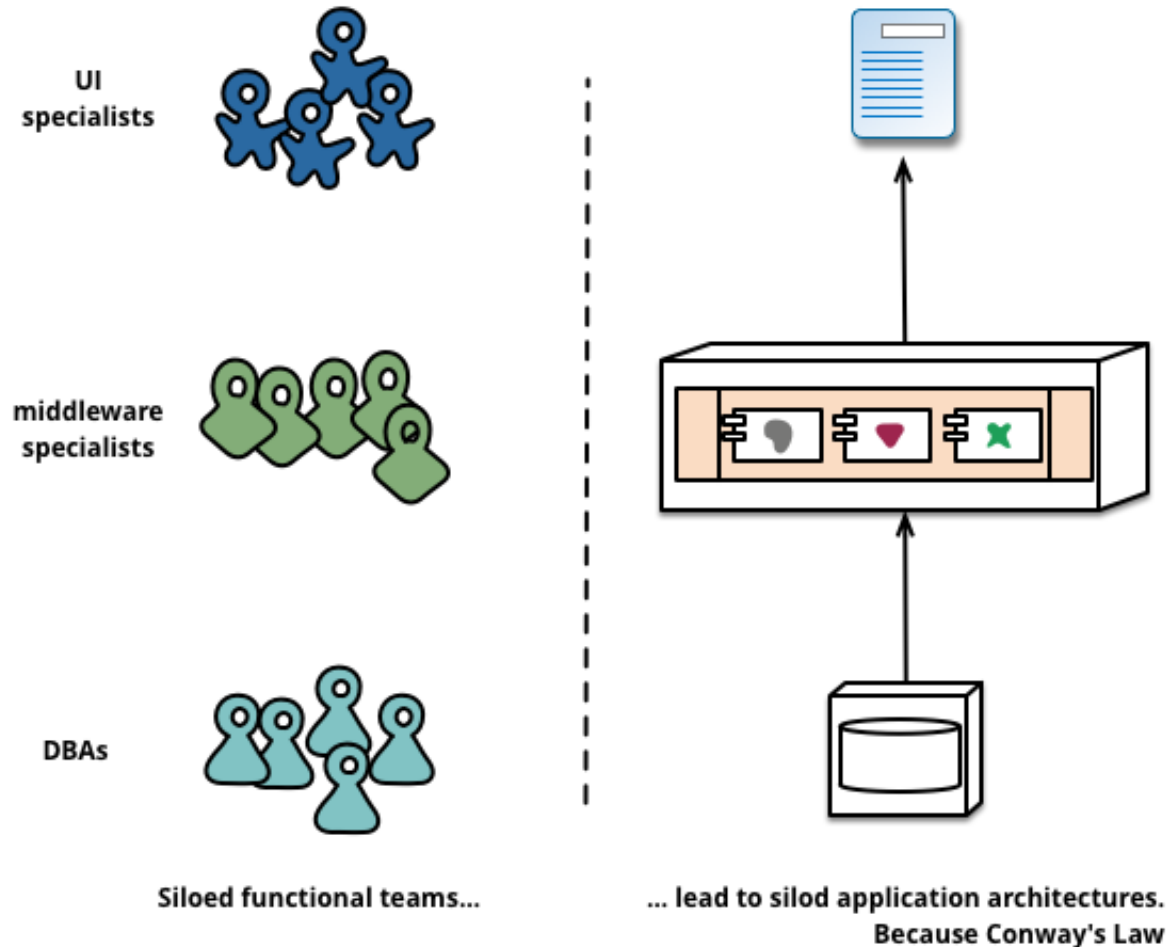 UI
specialists
middleware
specialists
DBAs
Siloed functional teams...
... lead to silod application architectures.
Because Conway's Law